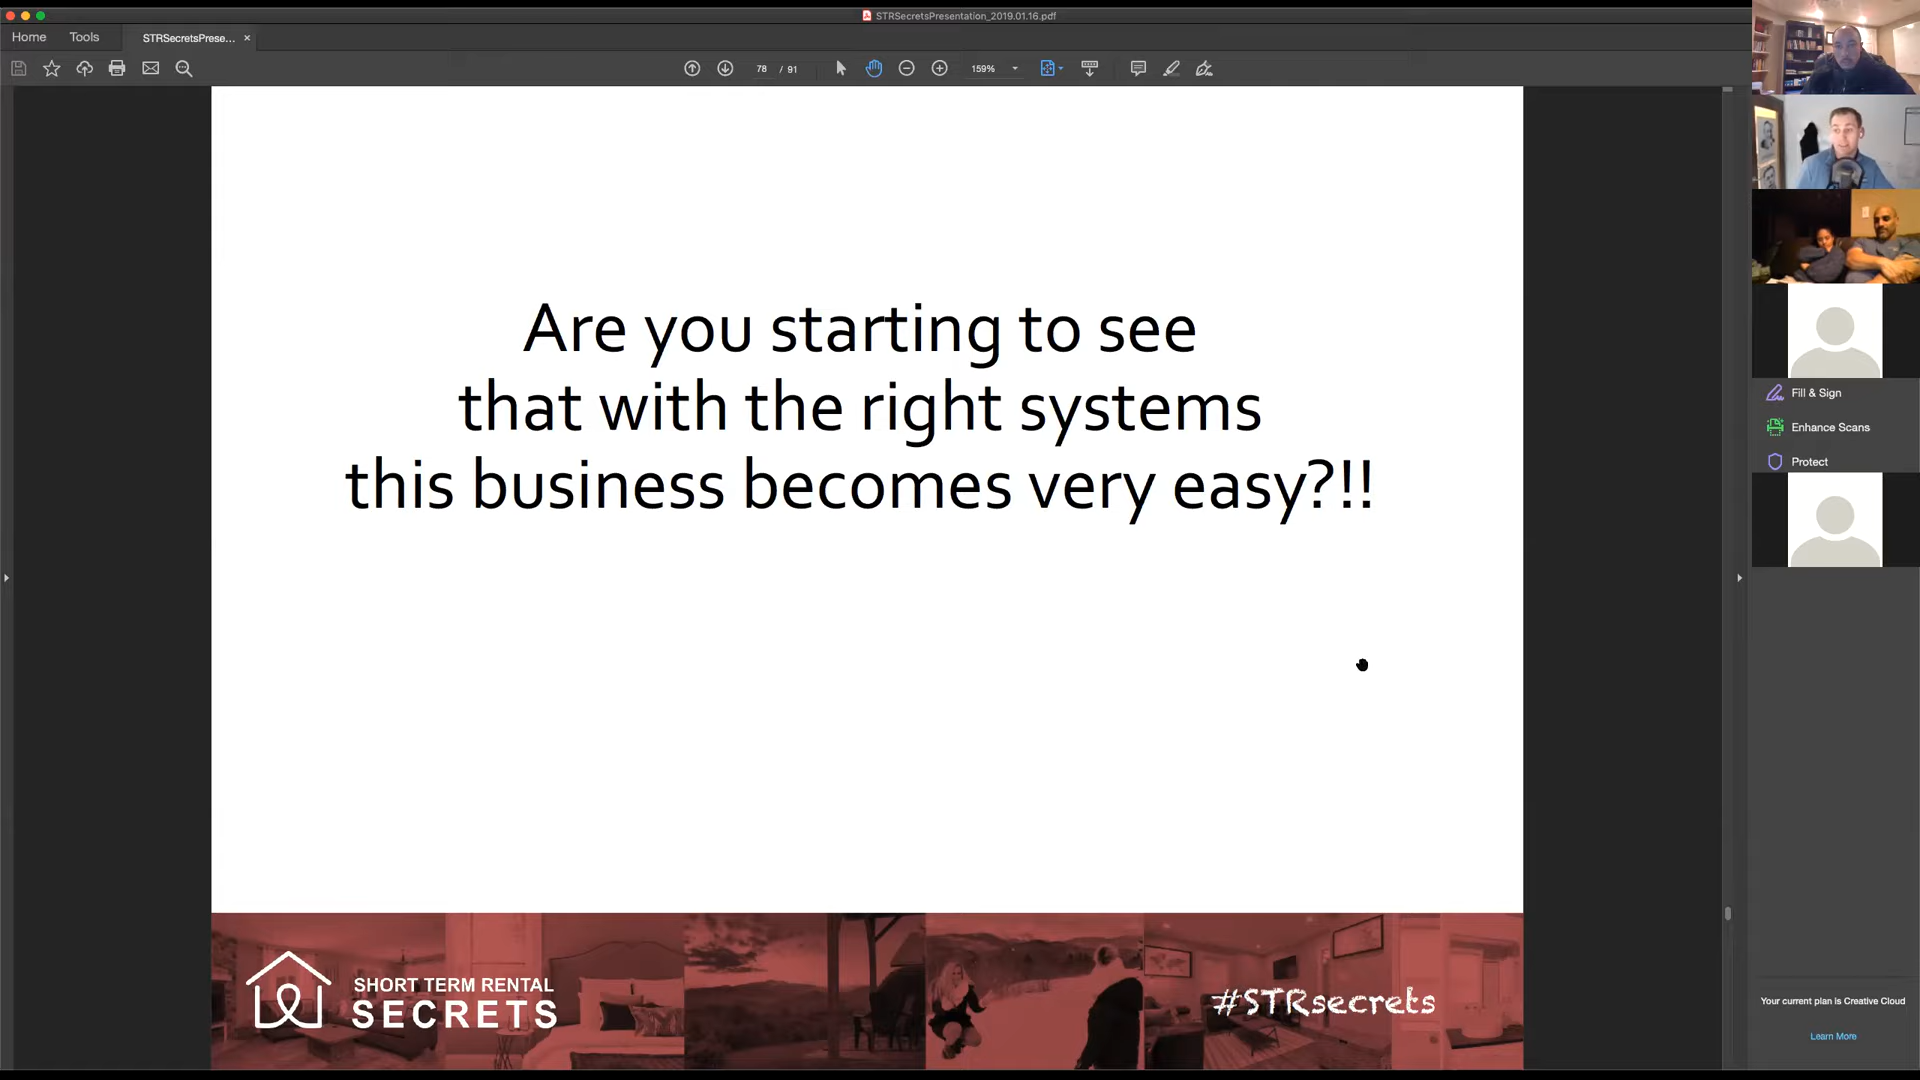 STRSecretsPresentation_2019.01.16.pdf
Home
Tools
STRSecretsPrese...
78 / 91
159%
Are you starting to see
that with the right systems
this business becomes very easy?!!
Fill & Sign
Enhance Scans
Protect
SHORT TERM RENTAL
SECRETS
#STRsecrets
Your current plan is Creative Cloud
Learn More